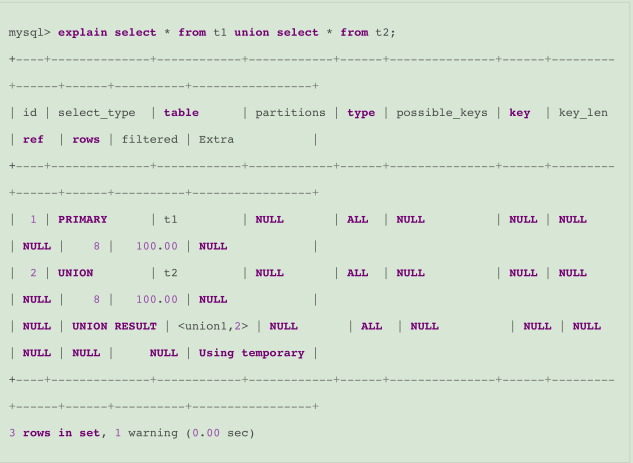 mysql> explain select * from t1 union select * from t2;
+----+--------------+------------+------------+------+---------------+------+---------
+------+------+----------+-----------------+
| id | select_type  | table      | partitions | type | possible_keys | key  | key_len
| ref  | rows | filtered | Extra           |
+----+--------------+------------+------------+------+---------------+------+---------
+------+------+----------+-----------------+
|  1 | PRIMARY      | t1         | NULL       | ALL  | NULL          | NULL | NULL
| NULL |    8 |   100.00 | NULL            |
|  2 | UNION        | t2         | NULL       | ALL  | NULL          | NULL | NULL
| NULL |    8 |   100.00 | NULL            |
| NULL | UNION RESULT | <union1,2> | NULL       | ALL  | NULL          | NULL | NULL
| NULL | NULL |     NULL | Using temporary |
+----+--------------+------------+------------+------+---------------+------+---------
+------+------+----------+-----------------+
3 rows in set, 1 warning (0.00 sec)